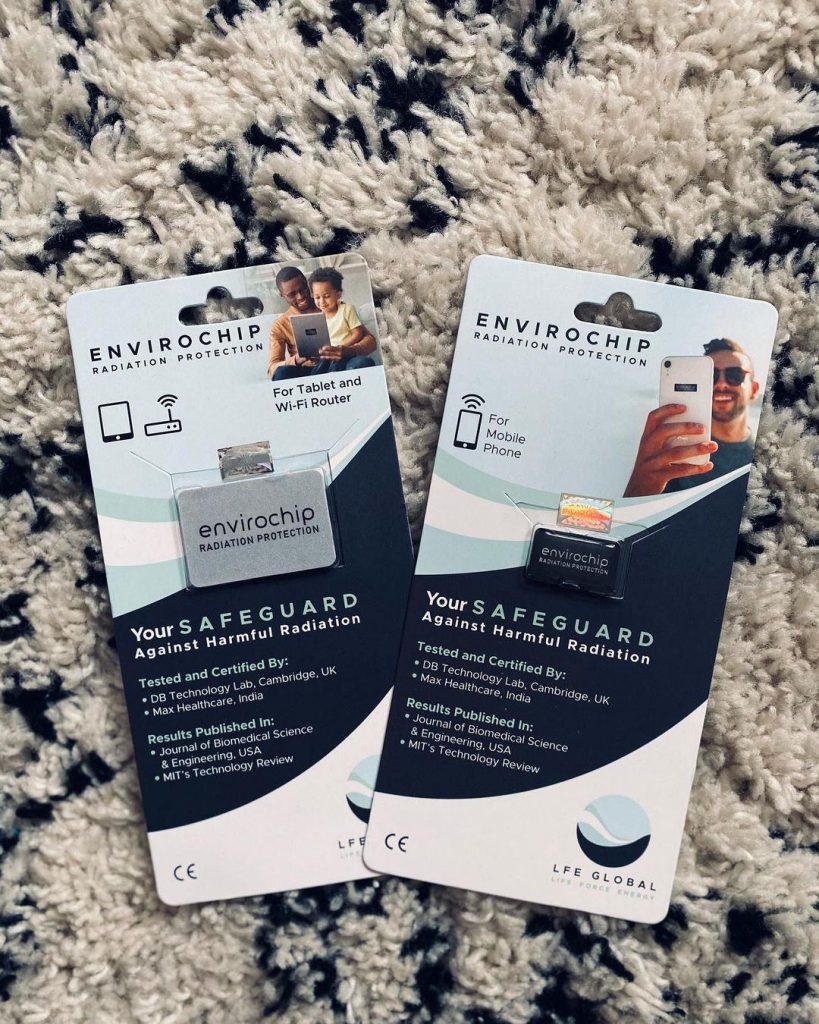 ENVIROCHIP
RADIATION PROTECTION
For Tablet and
Wi-Fi Router
envirochip
RADIATION PROTECTION
Your SAFEGUARD
Against Harmful Radiation
Tested and Certified By:
• DB Technology Lab, Cambridge, UK
• Max Healthcare, India
Results Published In:
• Journal of Biomedical Science
& Engineering, USA
• MIT's Technology Review
CE
LFE
LIFE
ENVIROCHIP
RADIATION PROTECTION
For
Mobile
Phone
envirochip
RADIATION PROTECTION
Your SAFEGUARD
Against Harmful Radiation
Tested and Certified By:
• DB Technology Lab, Cambridge, UK
• Max Healthcare, India
Results Published In:
• Journal of Biomedical Science
& Engineering, USA
• MIT's Technology Review
CE
LFE GLOBAL
LIFE FORCE ENERGY